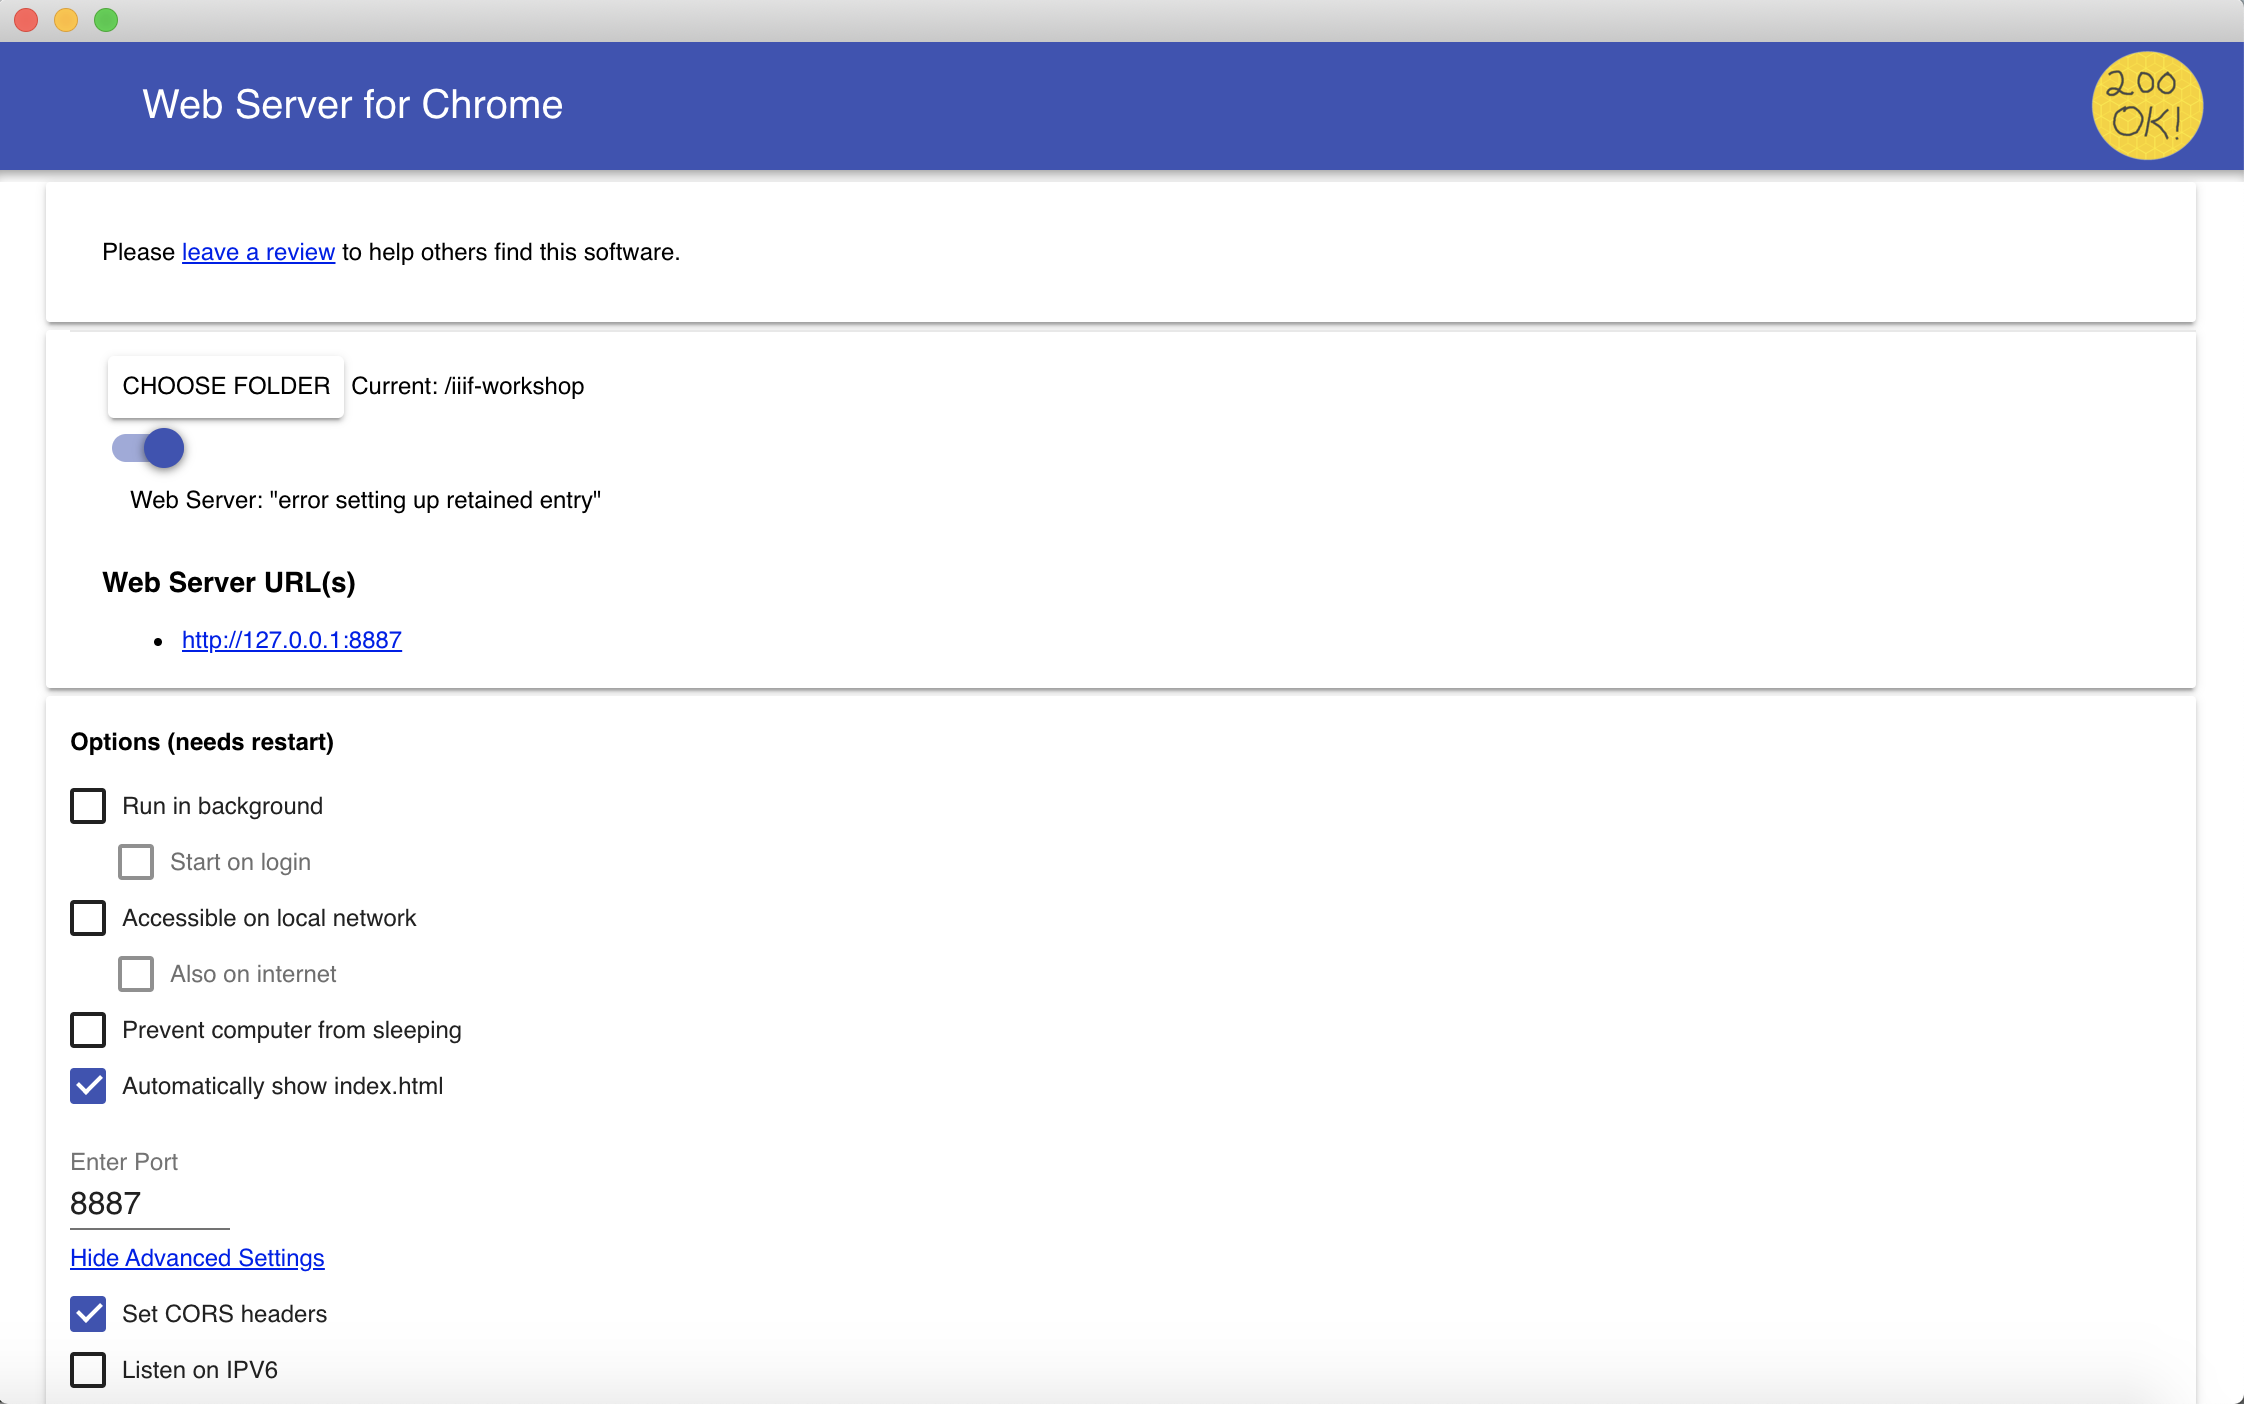 Web Server for Chrome
200
OK!
Please leave a review to help others find this software.
CHOOSE FOLDER Current: /iiif-workshop
Web Server: "error setting up retained entry"
Web Server URL(s)
http://127.0.0.1:8887
Options (needs restart)
Run in background
Start on login
Accessible on local network
Also on internet
Prevent computer from sleeping
Automatically show index.html
Enter Port
8887
Hide Advanced Settings
Set CORS headers
Listen on IPV6